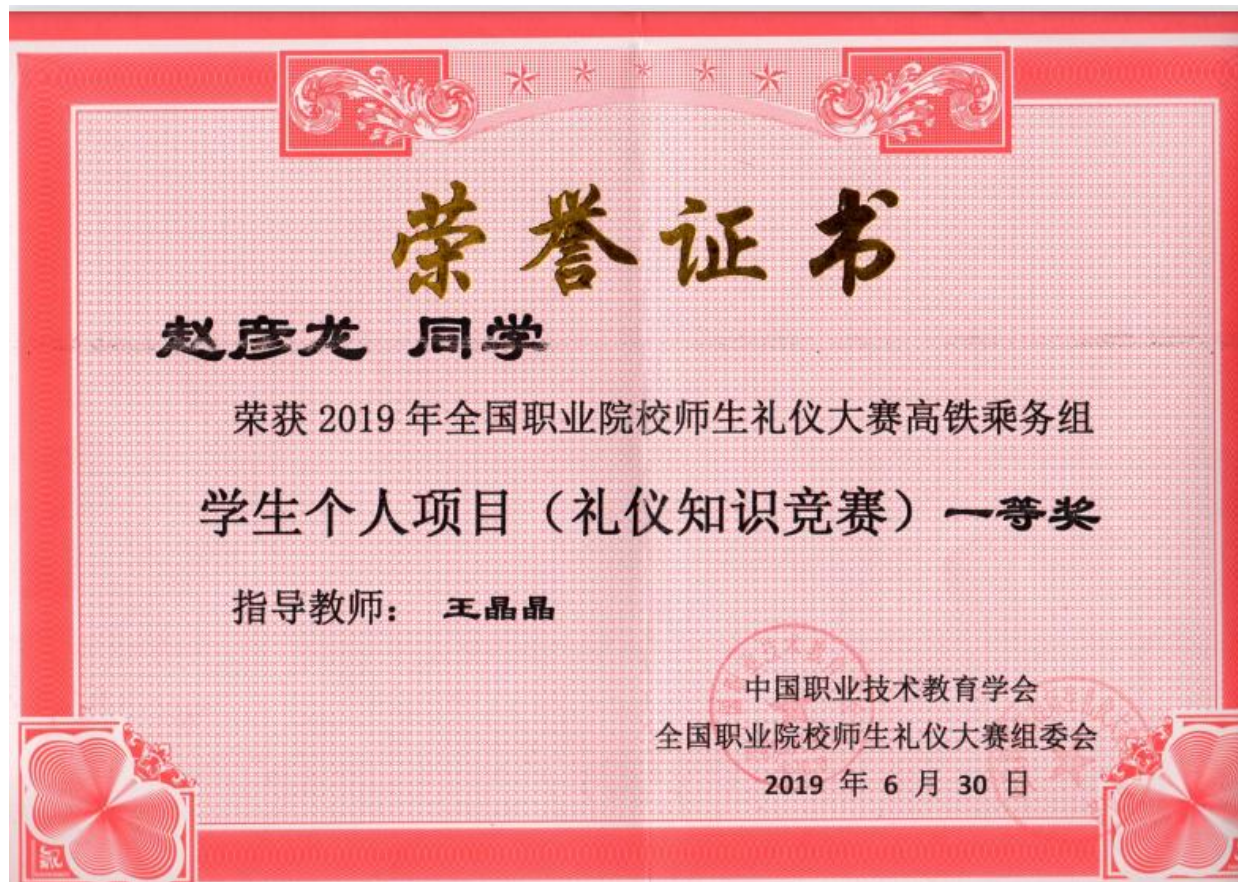 荣誉证书
赵彦龙 同学
荣获 2019 年全国职业院校师生礼仪大赛高铁乘务组
学生个人项目（礼仪知识竞赛）一等奖
指导教师： 王晶晶
中国职业技术教育学会
全国职业院校师生礼仪大赛组委会
2019 年 6 月 30 日